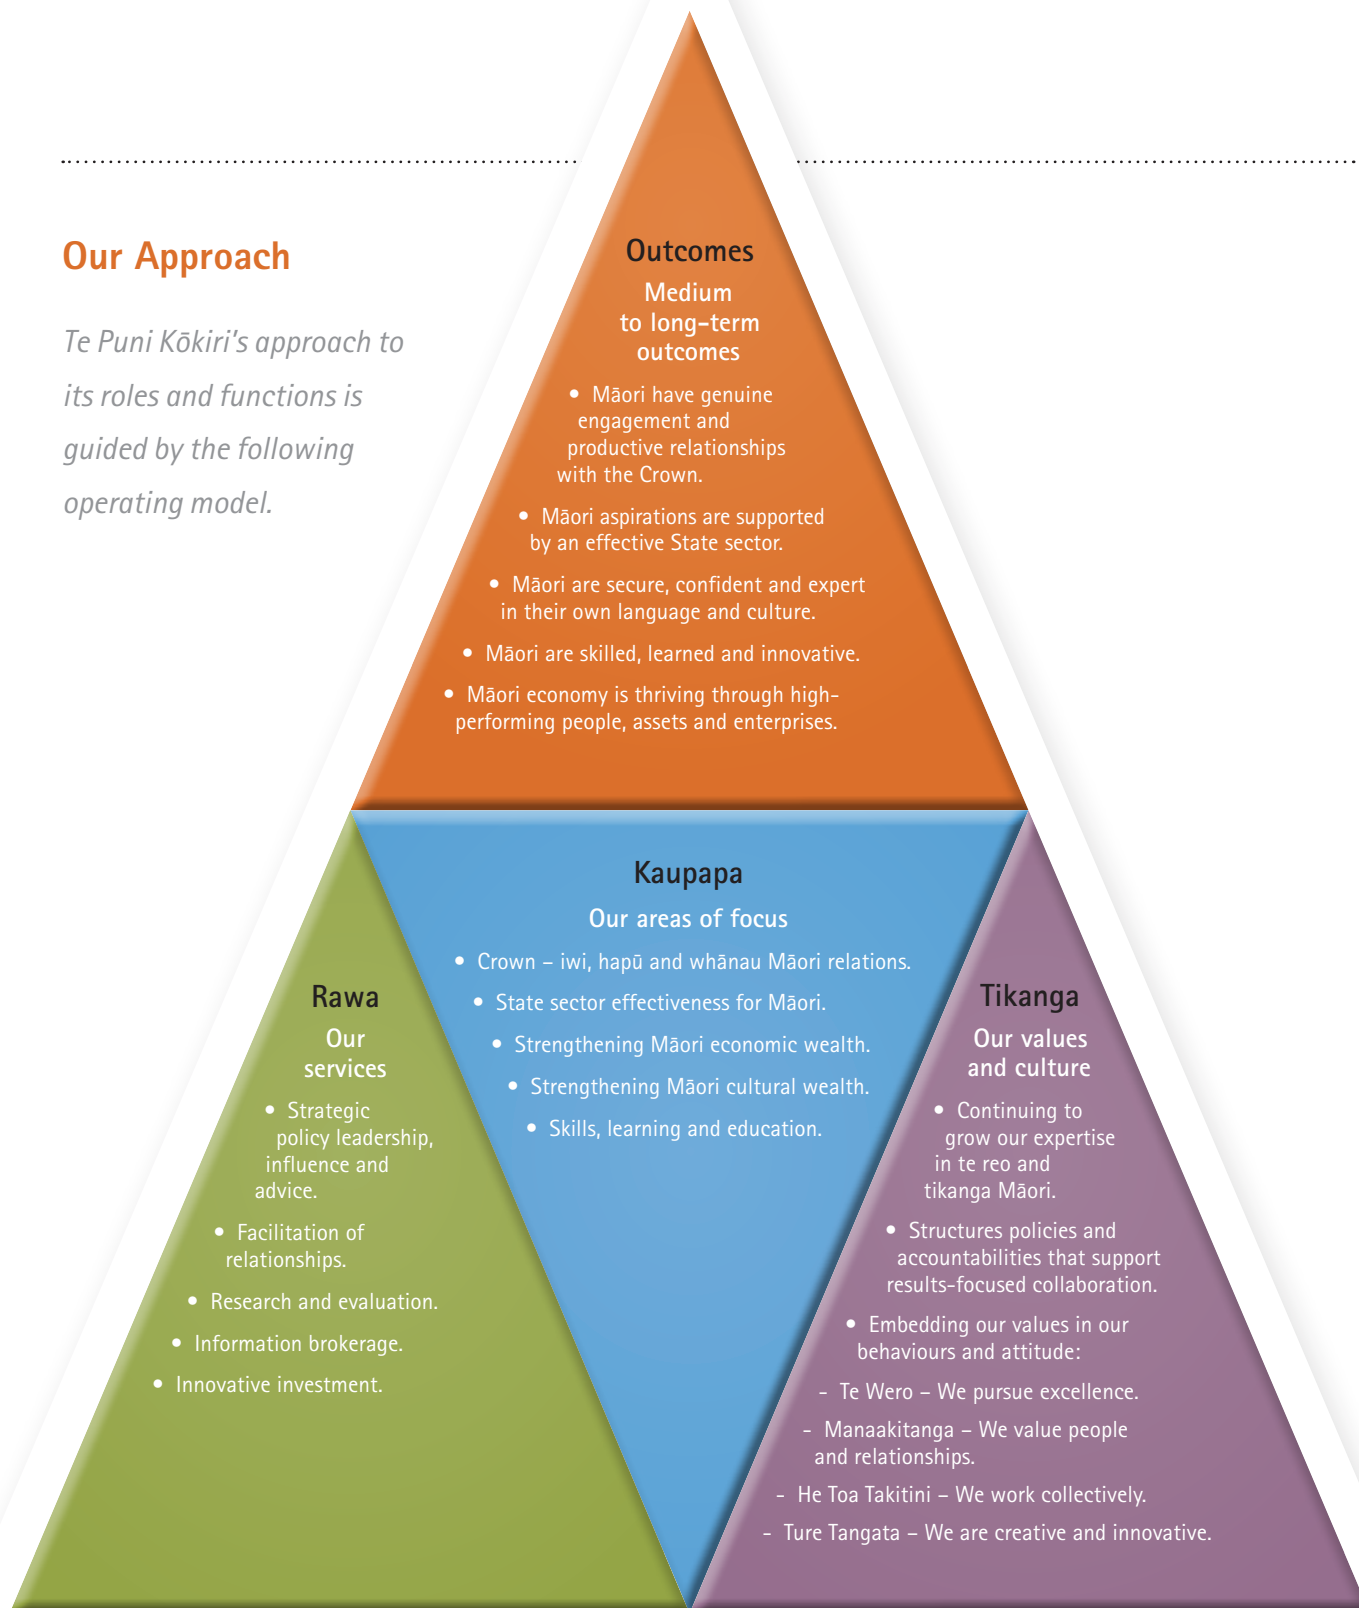 Our Approach
Te Puni Kōkiri's approach to
its roles and functions is
guided by the following
operating model.
Outcomes
Medium
to long-term
outcomes
• Māori have genuine
engagement and
productive relationships
with the Crown.
• Māori aspirations are supported
by an effective State sector.
• Māori are secure, confident and expert
in their own language and culture.
• Māori are skilled, learned and innovative.
• Māori economy is thriving through high-
performing people, assets and enterprises.
Kaupapa
Our areas of focus
• Crown – iwi, hapū and whānau Māori relations.
• State sector effectiveness for Māori.
• Strengthening Māori economic wealth.
• Strengthening Māori cultural wealth.
• Skills, learning and education.
Rawa
Our
services
• Strategic
policy leadership,
influence and
advice.
• Facilitation of
relationships.
• Research and evaluation.
• Information brokerage.
• Innovative investment.
Tikanga
Our values
and culture
• Continuing to
grow our expertise
in te reo and
tikanga Māori.
• Structures policies and
accountabilities that support
results-focused collaboration.
• Embedding our values in our
behaviours and attitude:
- Te Wero – We pursue excellence.
- Manaakitanga – We value people
and relationships.
- He Toa Takitini – We work collectively.
- Ture Tangata – We are creative and innovative.